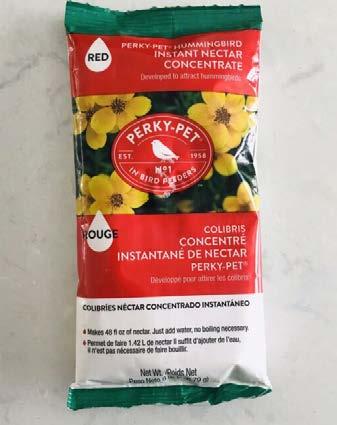 RED
PERKY-PET® HUMMINGBIRD
INSTANT NECTAR
CONCENTRATE
Developed to attract hummingbirds
PERKY-PET
EST. 1958
No1
IN BIRD FEEDERS
ROUGE
COLIBRIS
CONCENTRÉ
INSTANTANÉ DE NECTAR
PERKY-PET®
Développé pour attirer les colibris
COLIBRÍES NÉCTAR CONCENTRADO INSTANTÁNEO
• Makes 48 fl oz of nectar. Just add water, no boiling necessary.
• Permet de faire 1.42 L de nectar Il suffit d'ajouter de l'eau,
il n'est pas nécessaire de faire bouillir.
Net Wt. /Poids Net
Peso Neto